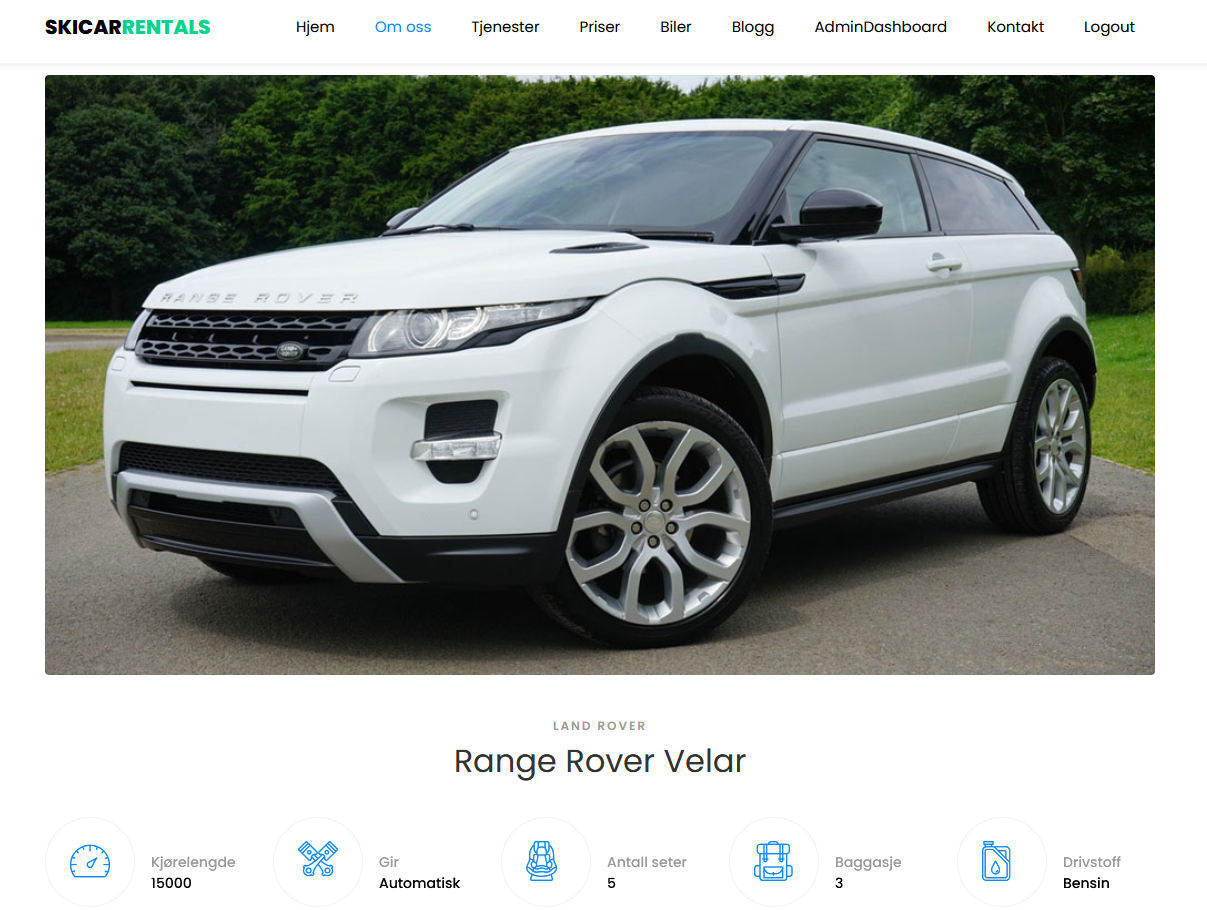 SKICARRENTALS Hjem Om oss Tjenester Priser Biler Blogg AdminDashboard Kontakt Logout
RANGE ROVER
LAND ROVER
Range Rover Velar
Kjørelengde Gir Antall seter Baggasje Drivstoff
15000 Automatisk 5 3 Bensin